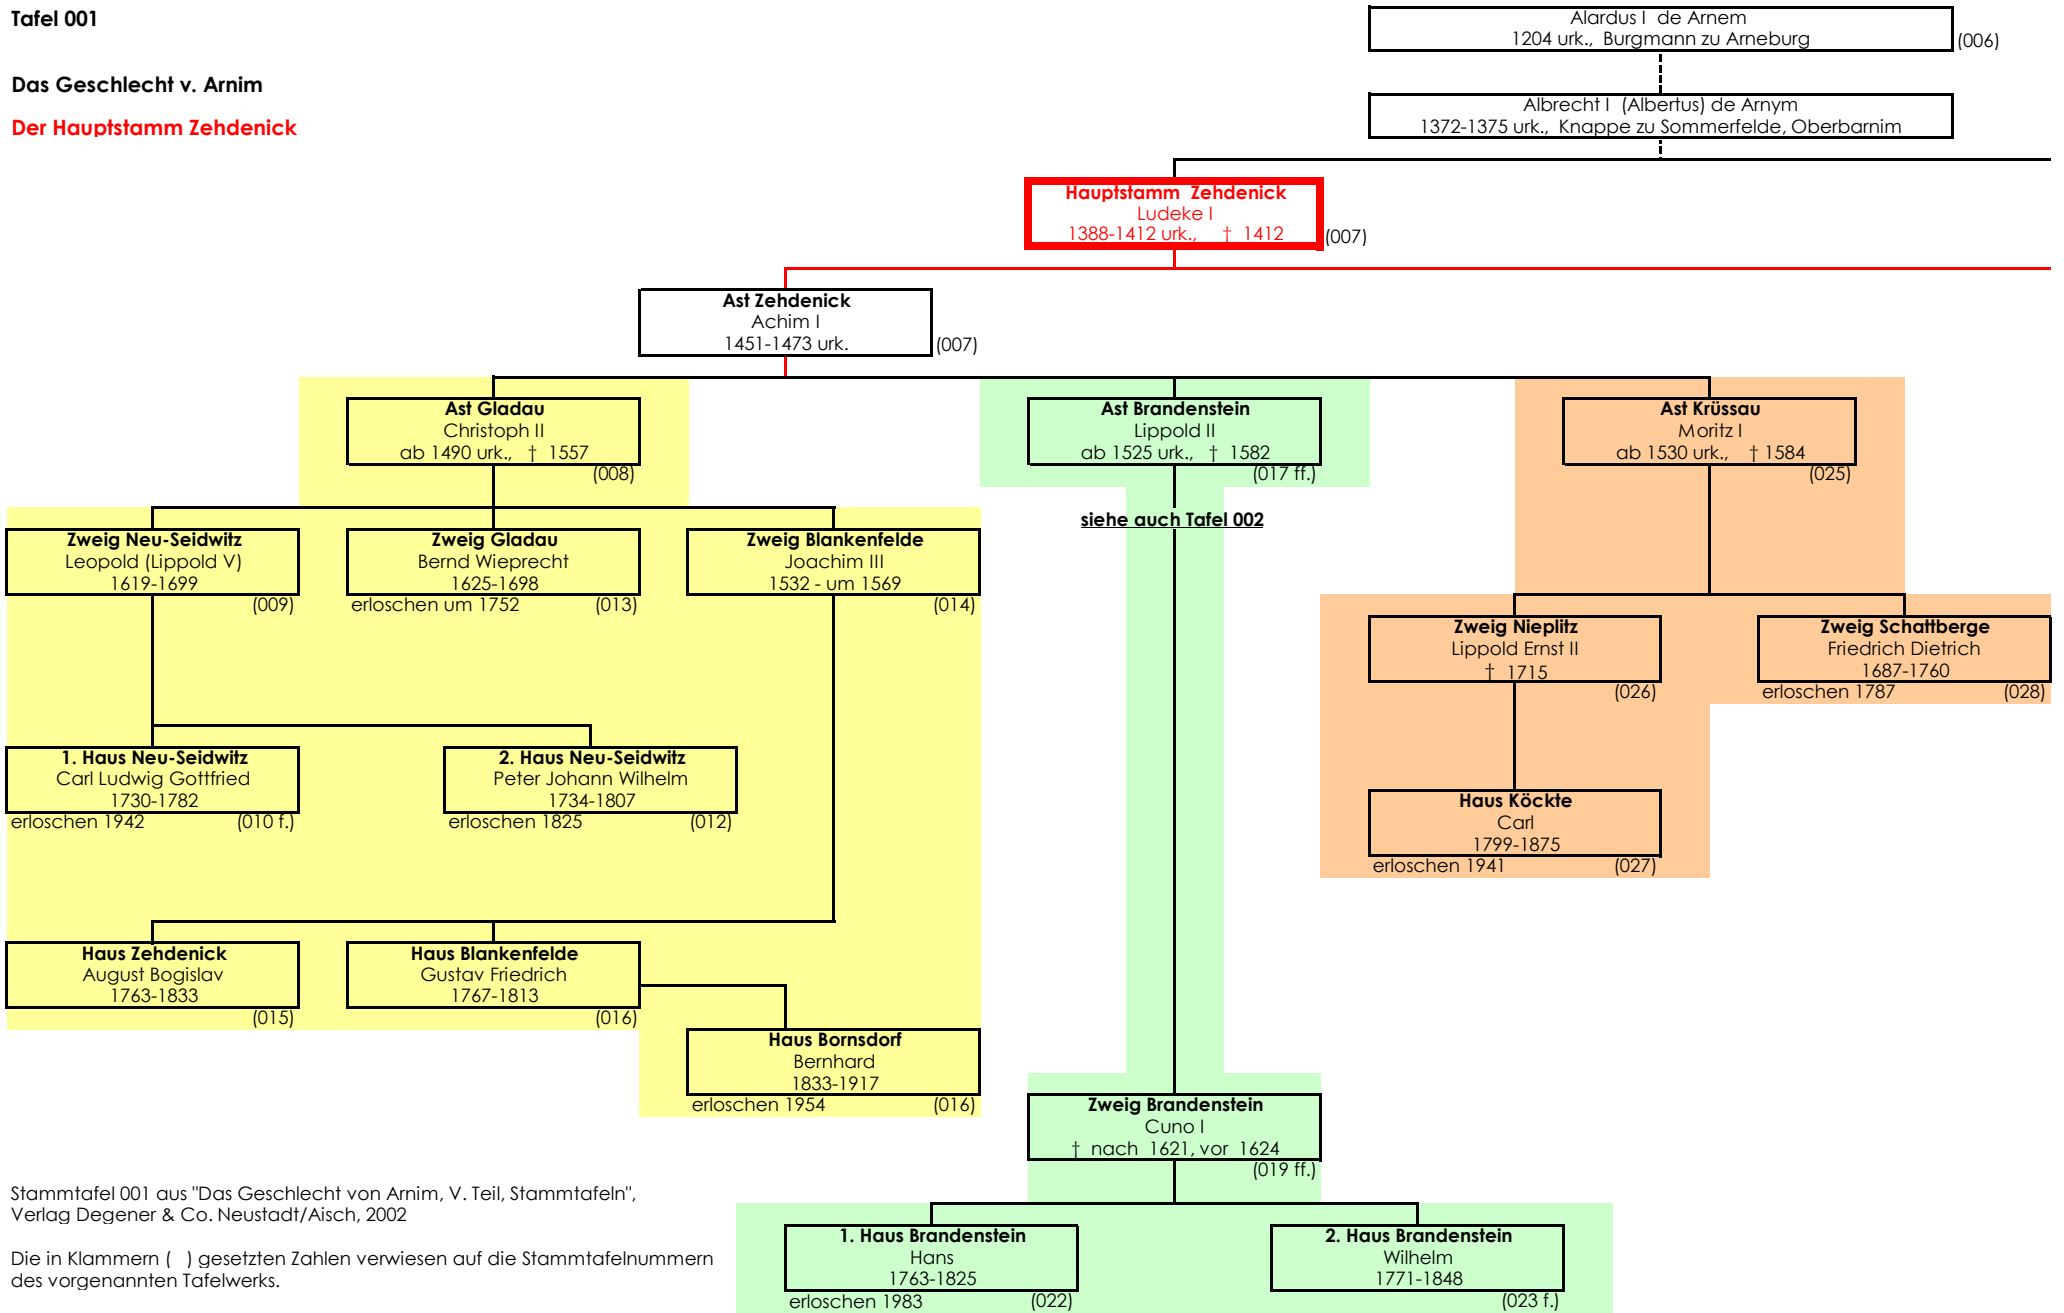 Tafel 001
Das Geschlecht v. Arnim
Der Hauptstamm Zehdenick
Alardus I de Arnem
1204 urk., Burgmann zu Arneburg
(006)
Albrecht I (Albertus) de Arnym
1372-1375 urk., Knappe zu Sommerfelde, Oberbarnim
Hauptstamm Zehdenick
Ludeke I
1388-1412 urk., † 1412
(007)
Ast Zehdenick
Achim I
1451-1473 urk.
(007)
Ast Gladau
Christoph II
ab 1490 urk., † 1557
(008)
Ast Brandenstein
Lippold II
ab 1525 urk., † 1582
(017 ff.)
siehe auch Tafel 002
Ast Krüssau
Moritz I
ab 1530 urk., † 1584
(025)
Zweig Neu-Seidwitz
Leopold (Lippold V)
1619-1699
(009)
Zweig Gladau
Bernd Wieprecht
1625-1698
erloschen um 1752 (013)
Zweig Blankenfelde
Joachim III
1532 - um 1569
(014)
Zweig Nieplitz
Lippold Ernst II
† 1715
(026)
Zweig Schattberge
Friedrich Dietrich
1687-1760
erloschen 1787 (028)
1. Haus Neu-Seidwitz
Carl Ludwig Gottfried
1730-1782
erloschen 1942 (010 f.)
2. Haus Neu-Seidwitz
Peter Johann Wilhelm
1734-1807
erloschen 1825 (012)
Haus Köckte
Carl
1799-1875
erloschen 1941 (027)
Haus Zehdenick
August Bogislav
1763-1833
(015)
Haus Blankenfelde
Gustav Friedrich
1767-1813
(016)
Haus Bornsdorf
Bernhard
1833-1917
erloschen 1954 (016)
Zweig Brandenstein
Cuno I
† nach 1621, vor 1624
(019 ff.)
1. Haus Brandenstein
Hans
1763-1825
erloschen 1983 (022)
2. Haus Brandenstein
Wilhelm
1771-1848
(023 f.)
Stammtafel 001 aus "Das Geschlecht von Arnim, V. Teil, Stammtafeln",
Verlag Degener & Co. Neustadt/Aisch, 2002
Die in Klammern ( ) gesetzten Zahlen verwiesen auf die Stammtafelnummern
des vorgenannten Tafelwerks.